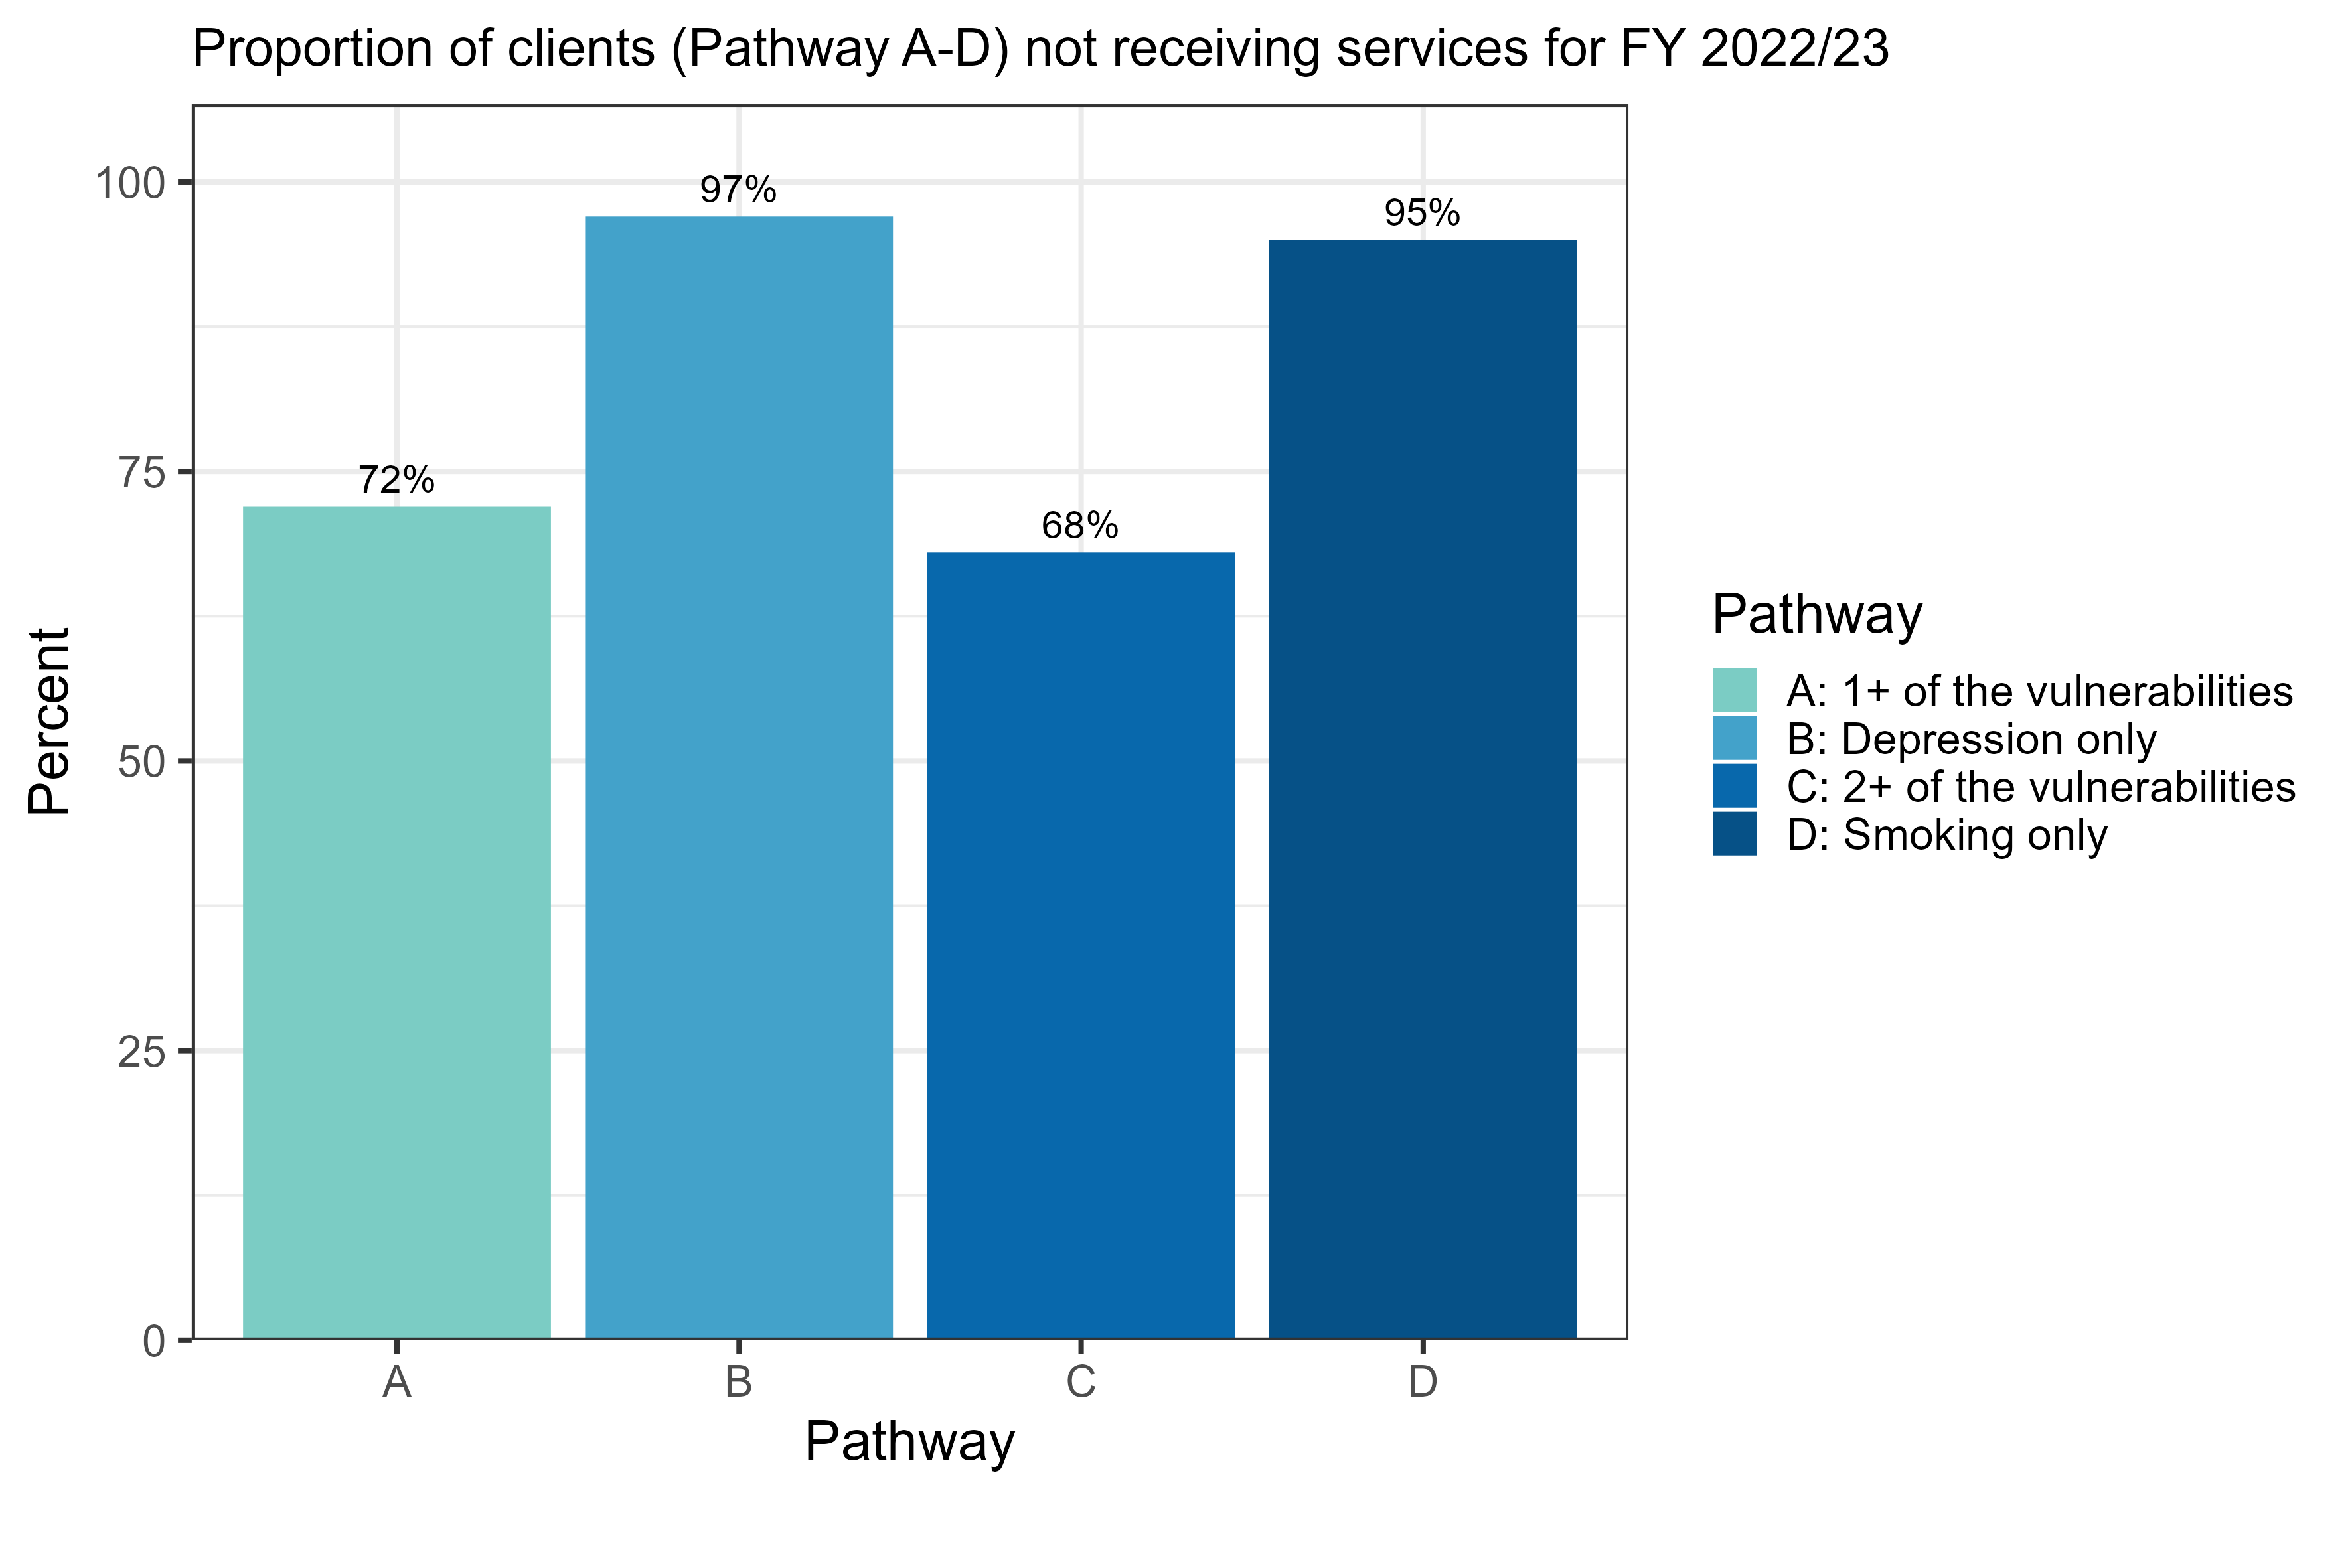 Proportion of clients (Pathway A-D) not receiving services for FY 2022/23
100
75
50
25
0
Percent
72%
97%
68%
95%
A
B
C
D
Pathway
Pathway
A: 1+ of the vulnerabilities
B: Depression only
C: 2+ of the vulnerabilities
D: Smoking only